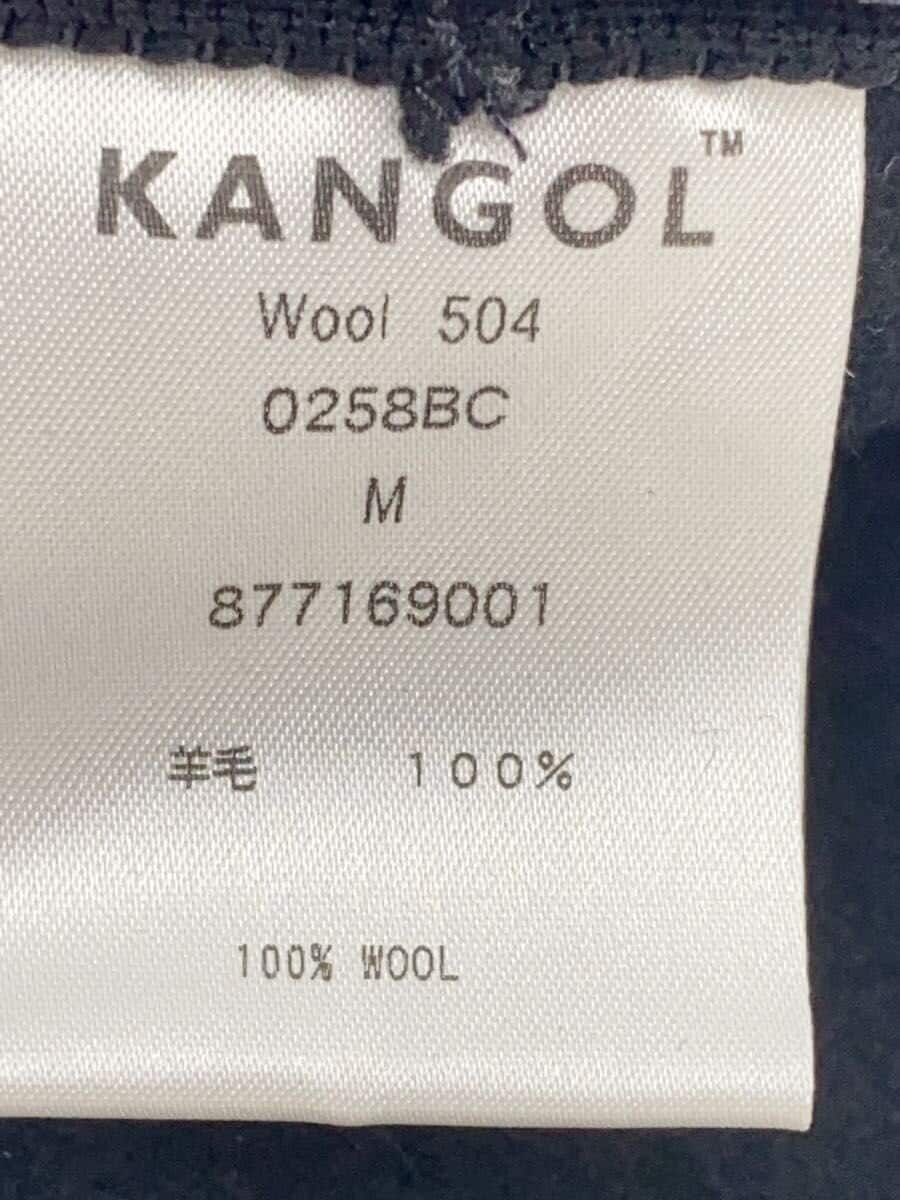 KANGOL™
Wool 504
0258BC
M
877169001
羊毛 100%
100% WOOL